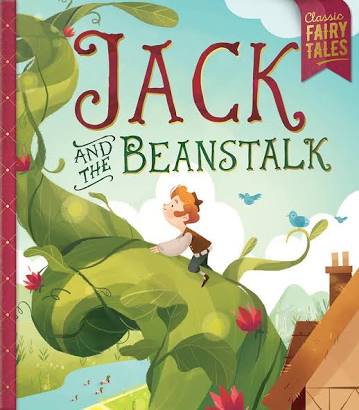 Classic
FAIRY
TALES
JACK
AND THE BEANSTALK